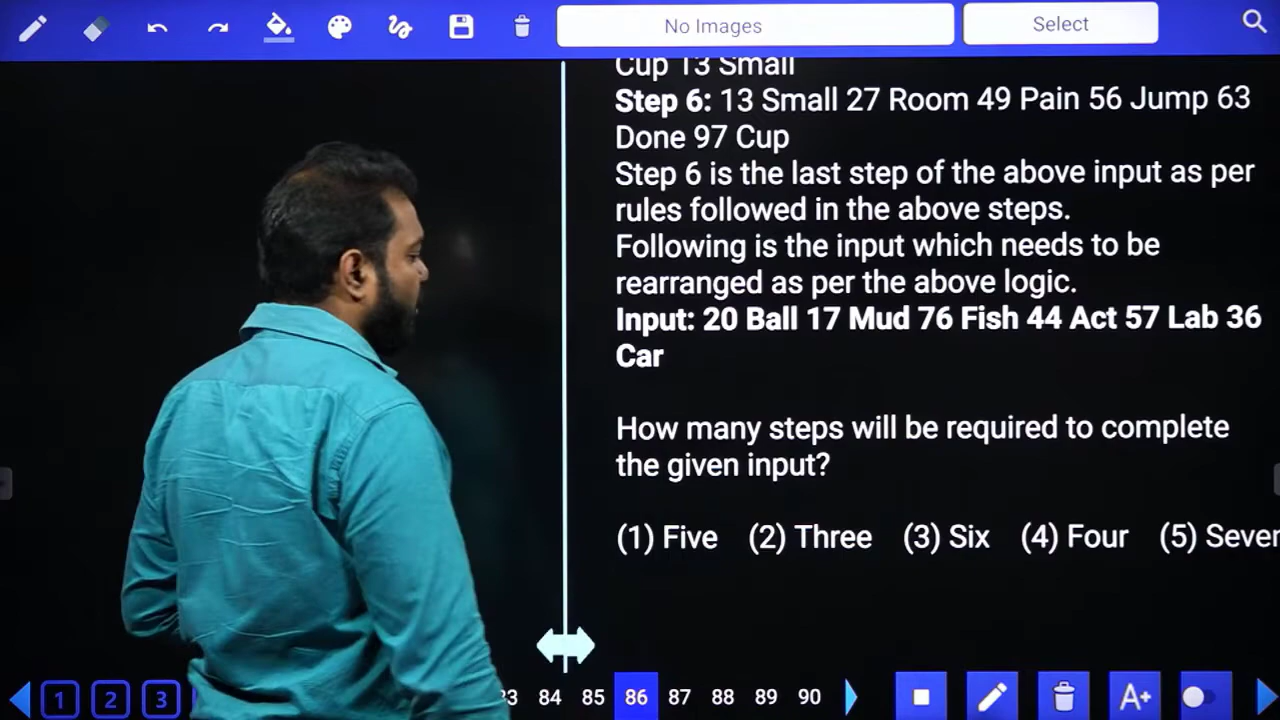 No Images
Select
Cup 13 Small
Step 6: 13 Small 27 Room 49 Pain 56 Jump 63
Done 97 Cup
Step 6 is the last step of the above input as per
rules followed in the above steps.
Following is the input which needs to be
rearranged as per the above logic.
Input: 20 Ball 17 Mud 76 Fish 44 Act 57 Lab 36
Car
How many steps will be required to complete
the given input?
(1) Five (2) Three (3) Six (4) Four (5) Seven
1 2 3 84 85 86 87 88 89 90 A+